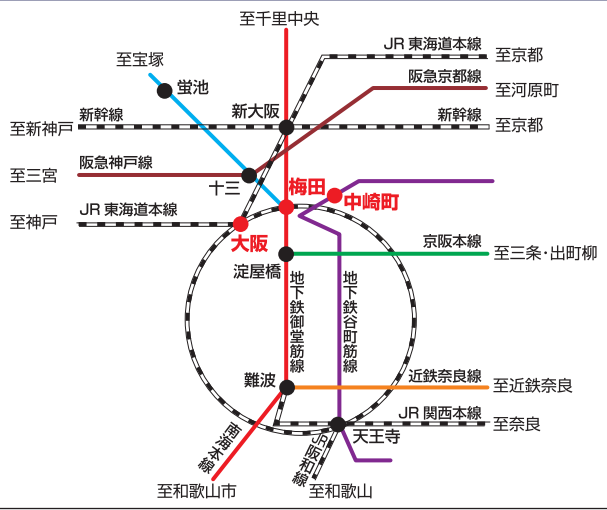 至千里中央
JR 東海道本線
至京都
至宝塚
阪急京都線
至河原町
蛍池
新幹線
新大阪
新幹線
至新神戸
至京都
阪急神戸線
至三宮
十三
梅田
中崎町
JR 東海道本線
至神戸
大阪
京阪本線
至三条・出町柳
淀屋橋
地下鉄御堂筋線
地下鉄谷町筋線
難波
近鉄奈良線
至近鉄奈良
JR 関西本線
至奈良
天王寺
南海本線
JR阪和線
至和歌山市
至和歌山